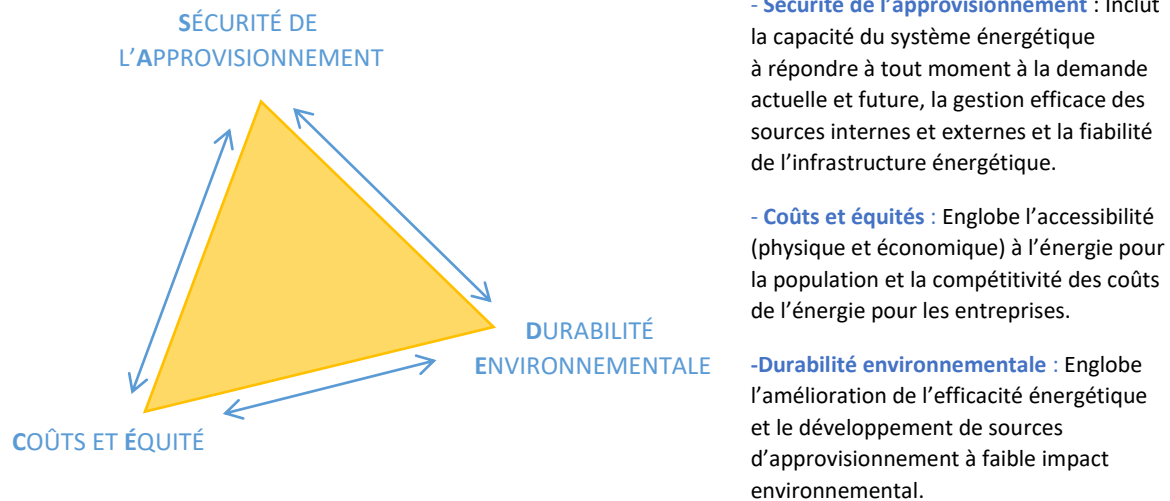 SÉCURITÉ DE
L’APPROVISIONNEMENT
DURABILITÉ
ENVIRONNEMENTALE
COÛTS ET ÉQUITÉ
- Sécurité de l’approvisionnement : Inclut
la capacité du système énergétique
à répondre à tout moment à la demande
actuelle et future, la gestion efficace des
sources internes et externes et la fiabilité
de l’infrastructure énergétique.
- Coûts et équités : Englobe l’accessibilité
(physique et économique) à l’énergie pour
la population et la compétitivité des coûts
de l’énergie pour les entreprises.
-Durabilité environnementale : Englobe
l’amélioration de l’efficacité énergétique
et le développement de sources
d’approvisionnement à faible impact
environnemental.